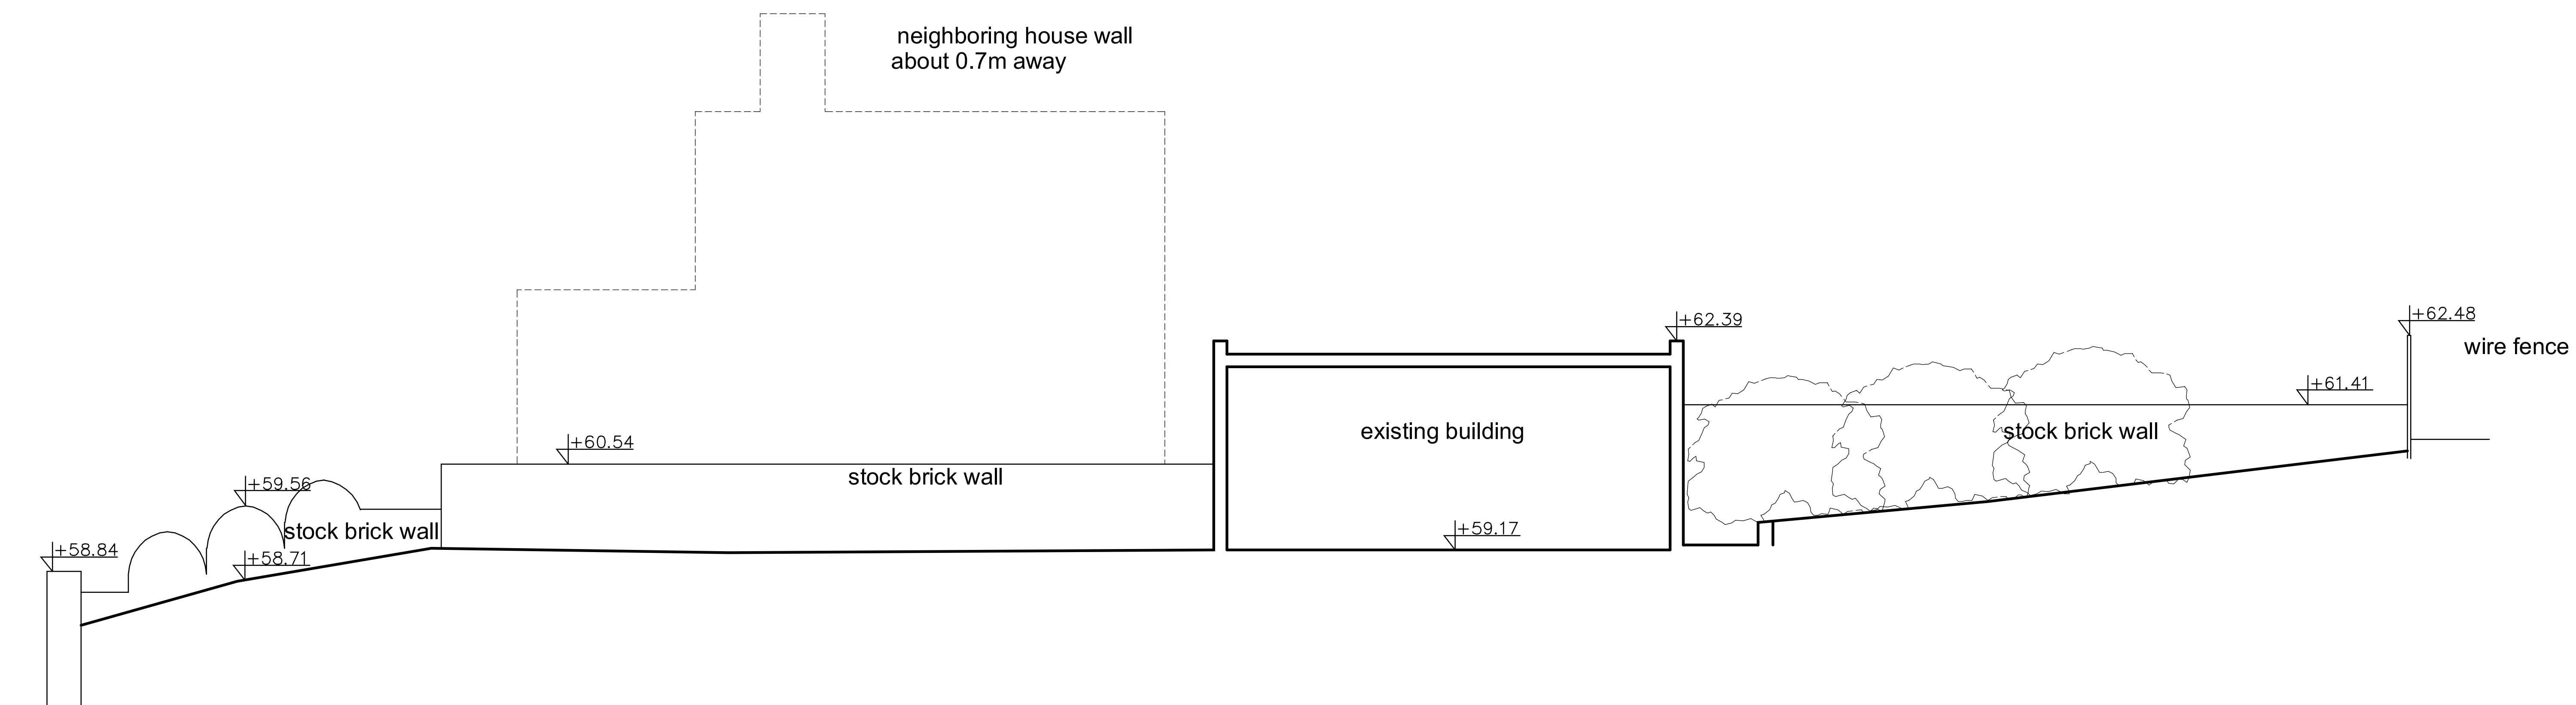 neighboring house wall
about 0.7m away
+62.39
+62.48
wire fence
+61.41
existing building
stock brick wall
+60.54
stock brick wall
+59.56
stock brick wall
+59.17
+58.84
+58.71